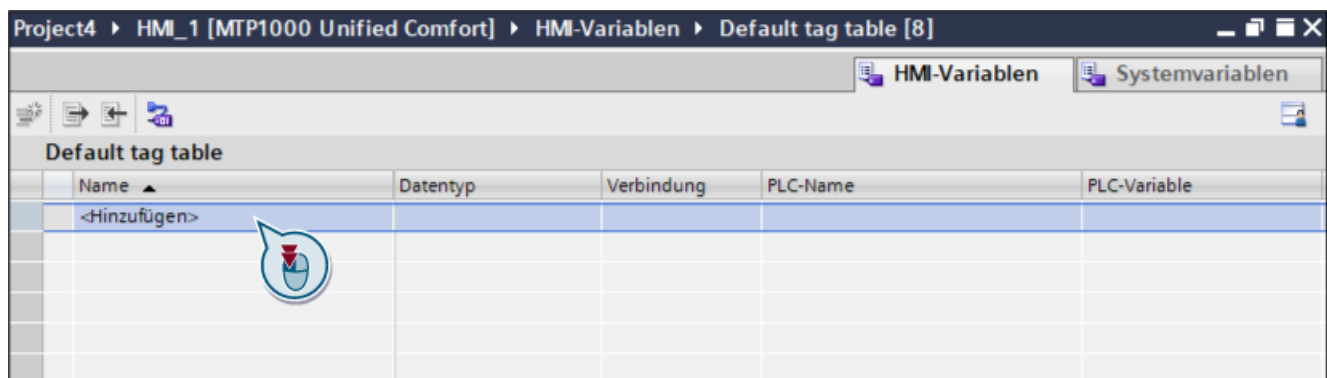 Project4 ▸ HMI_1 [MTP1000 Unified Comfort] ▸ HMI-Variablen ▸ Default tag table [8]
HMI-Variablen Systemvariablen
Default tag table
Name Datentyp Verbindung PLC-Name PLC-Variable
<Hinzufügen>